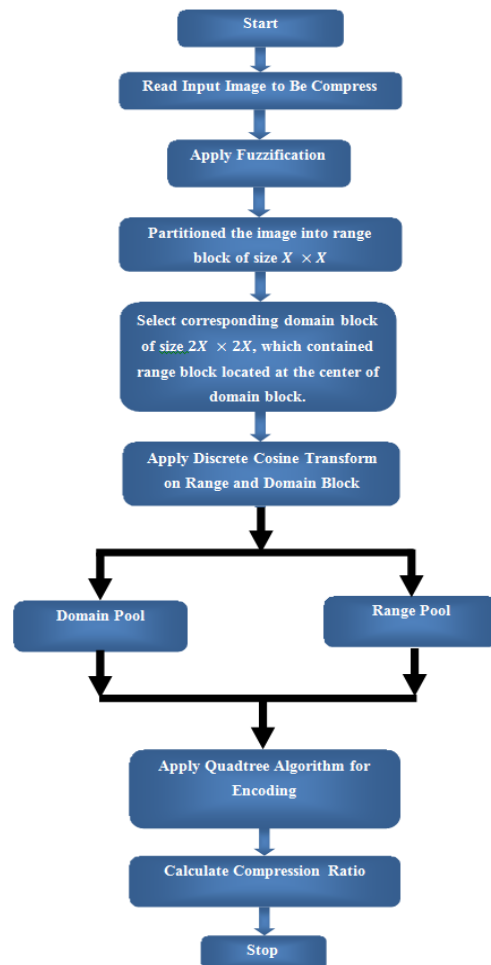 Start
Read Input Image to Be Compress
Apply Fuzzification
Partitioned the image into range
block of size X × X
Select corresponding domain block
of size 2X × 2X, which contained
range block located at the center of
domain block.
Apply Discrete Cosine Transform
on Range and Domain Block
Domain Pool
Range Pool
Apply Quadtree Algorithm for
Encoding
Calculate Compression Ratio
Stop